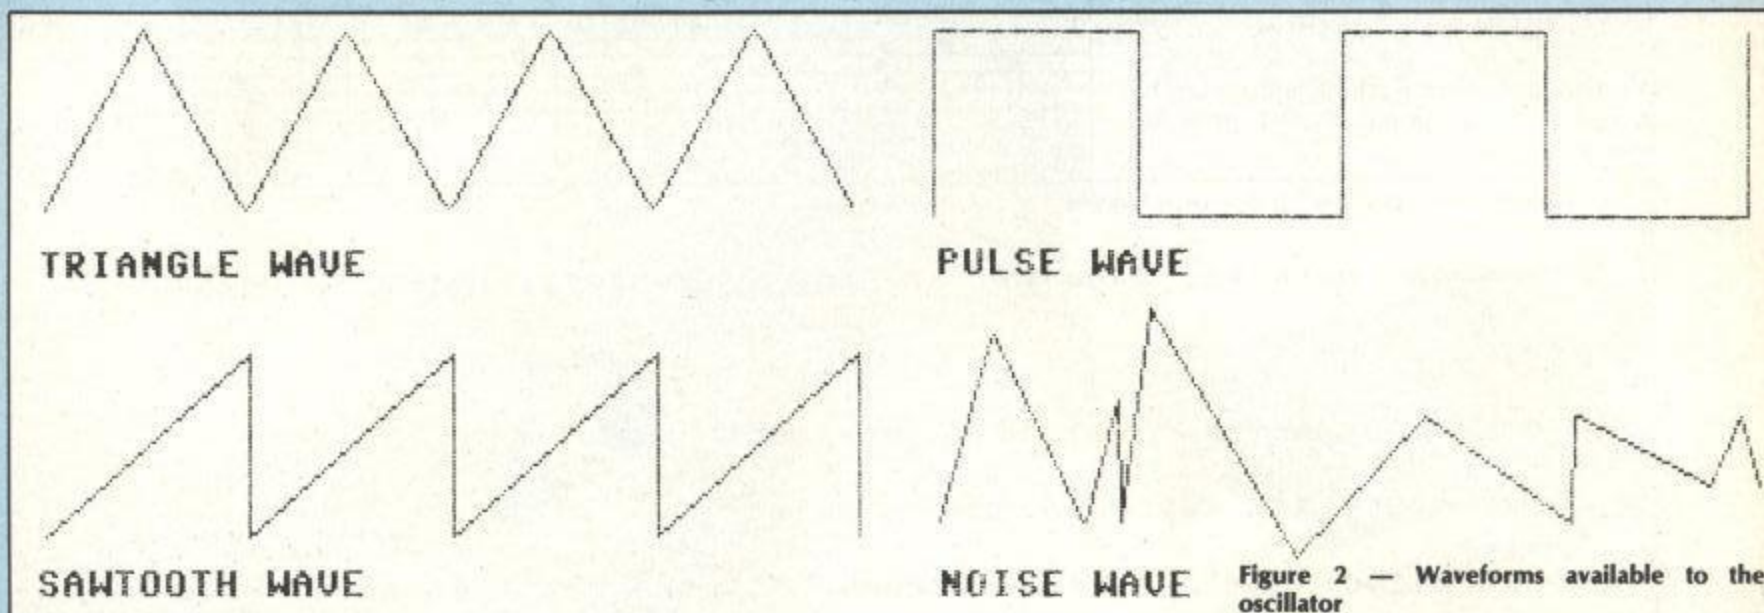 TRIANGLE WAVE
PULSE WAVE
SAWTOOTH WAVE
NOISE WAVE
Figure 2 — Waveforms available to the
oscillator